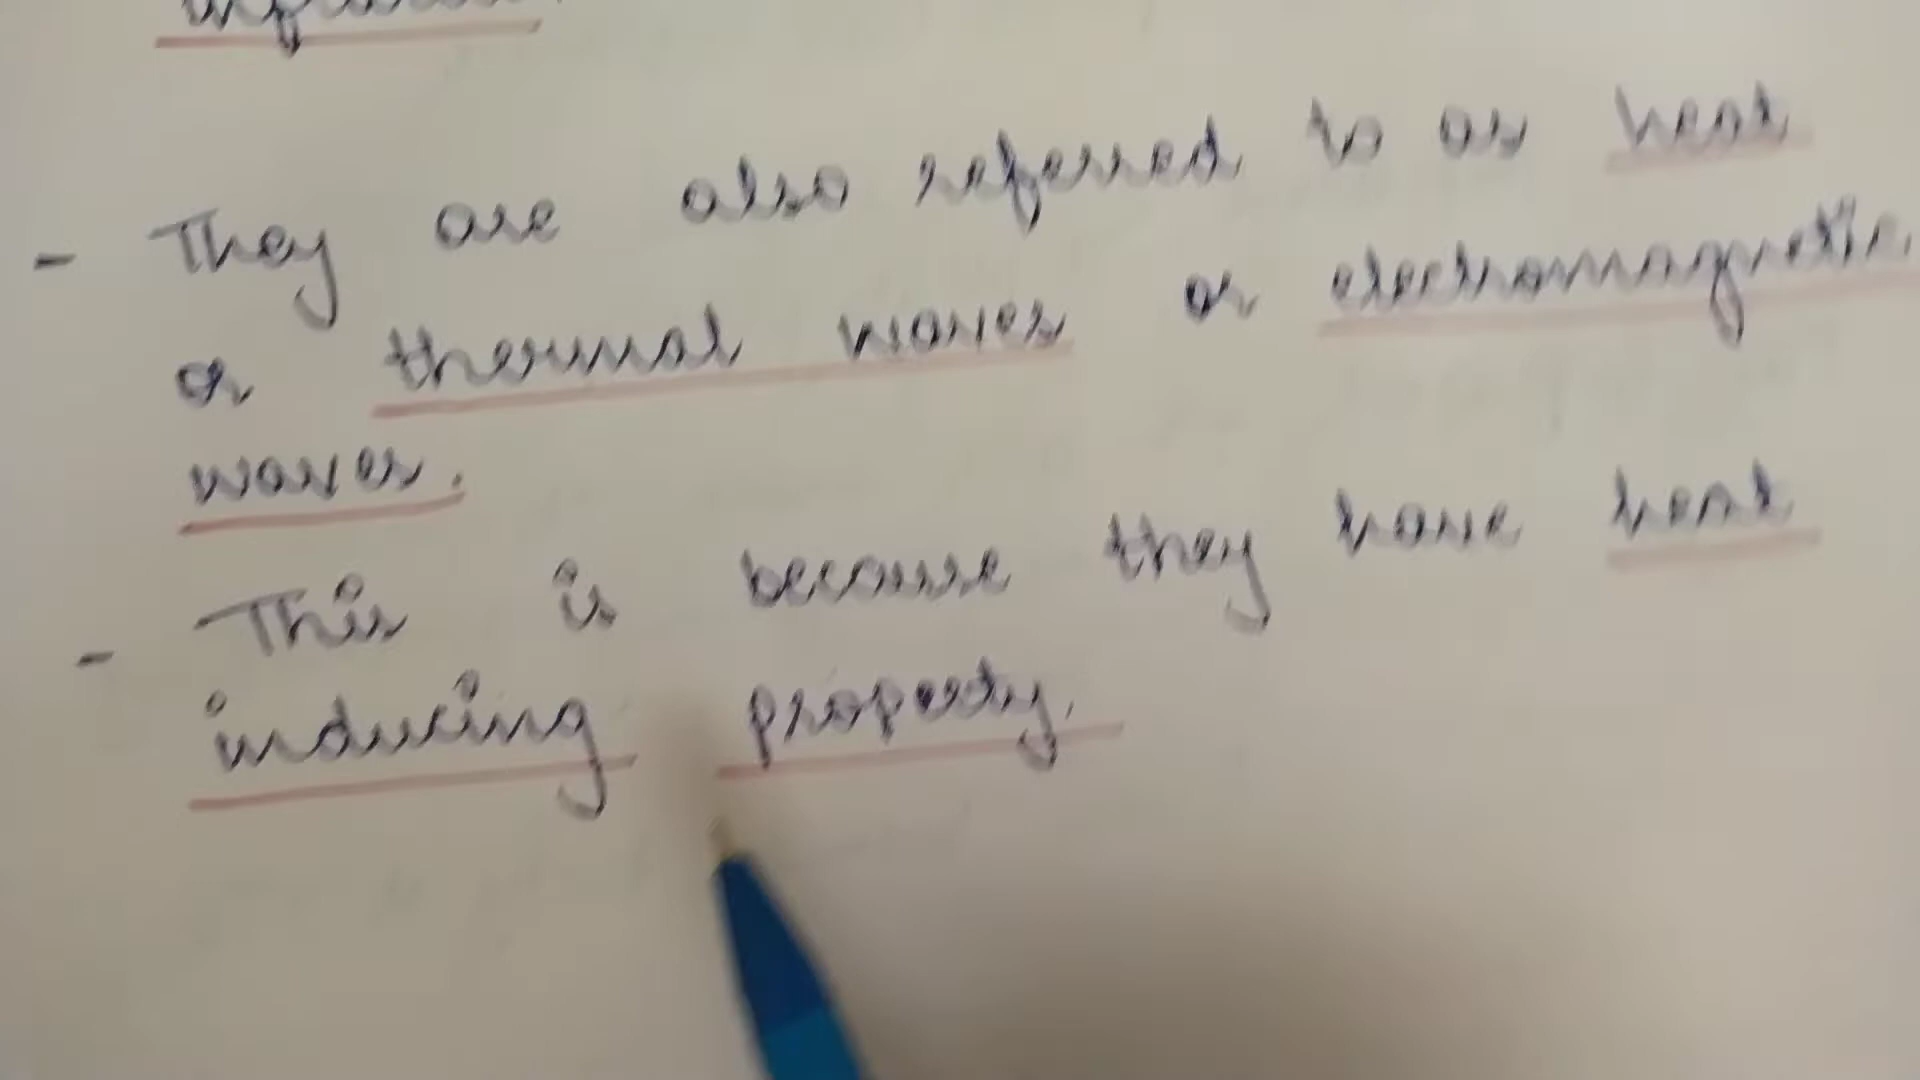 - They are also referred to as heat
or thermal waves or electromagnetic
waves.
- This is because they have heat
inducing property.